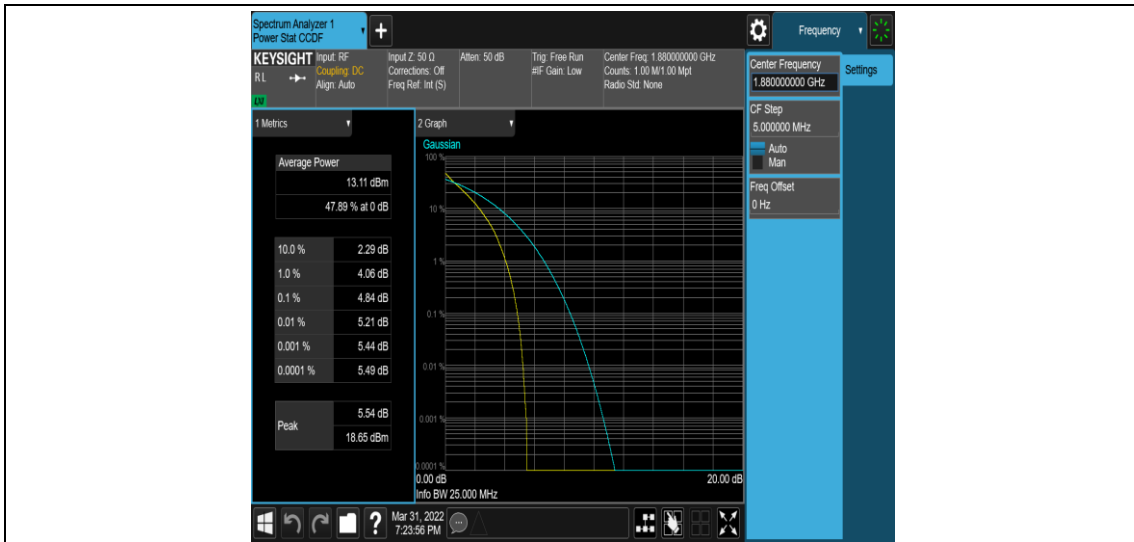 Spectrum Analyzer 1
Power Stat CCDF
Frequency
KEYSIGHT
RL
Input: RF
Coupling: DC
Align: Auto
Input Z: 50 Ω
Corrections: Off
Freq Ref: Int (S)
Atten: 50 dB
Trig: Free Run
#IF Gain: Low
Center Freq: 1.880000000 GHz
Counts: 1.00 M/1.00 Mpt
Radio Std: None
Center Frequency
1.880000000 GHz
Settings
CF Step
5.000000 MHz
Auto
Man
Freq Offset
0 Hz
1 Metrics
Average Power
13.11 dBm
47.89 % at 0 dB
10.0 % 2.29 dB
1.0 % 4.06 dB
0.1 % 4.84 dB
0.01 % 5.21 dB
0.001 % 5.44 dB
0.0001 % 5.49 dB
Peak
5.54 dB
18.65 dBm
2 Graph
Gaussian
100 %
10 %
1 %
0.1 %
0.01 %
0.001 %
0.0001 %
0.00 dB 20.00 dB
Info BW 25.000 MHz
Mar 31, 2022
7:23:56 PM